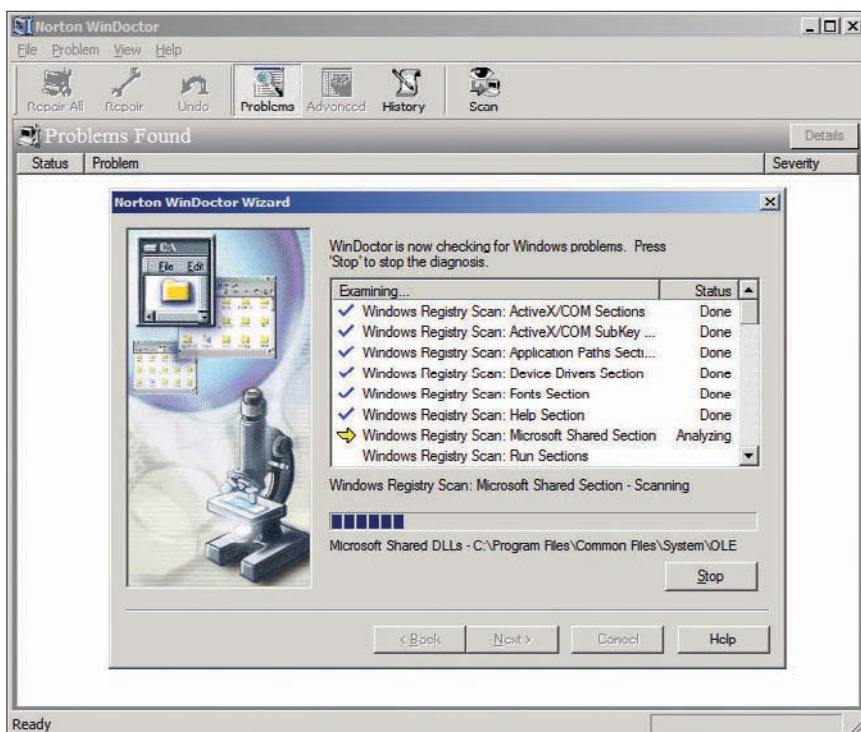 Norton WinDoctor
File Problem View Help
Repair All Repair Undo Problems Advanced History Scan
Problems Found Details
Status Problem Severity
Norton WinDoctor Wizard
C:\
File Edit
WinDoctor is now checking for Windows problems. Press
'Stop' to stop the diagnosis.
Examining... Status
Windows Registry Scan: ActiveX/COM Sections Done
Windows Registry Scan: ActiveX/COM SubKey ... Done
Windows Registry Scan: Application Paths Secti... Done
Windows Registry Scan: Device Drivers Section Done
Windows Registry Scan: Fonts Section Done
Windows Registry Scan: Help Section Done
Windows Registry Scan: Microsoft Shared Section Analyzing
Windows Registry Scan: Run Sections
Windows Registry Scan: Microsoft Shared Section - Scanning
Microsoft Shared DLLs - C:\Program Files\Common Files\System\OLE
Stop
< Back Next > Cancel Help
Ready